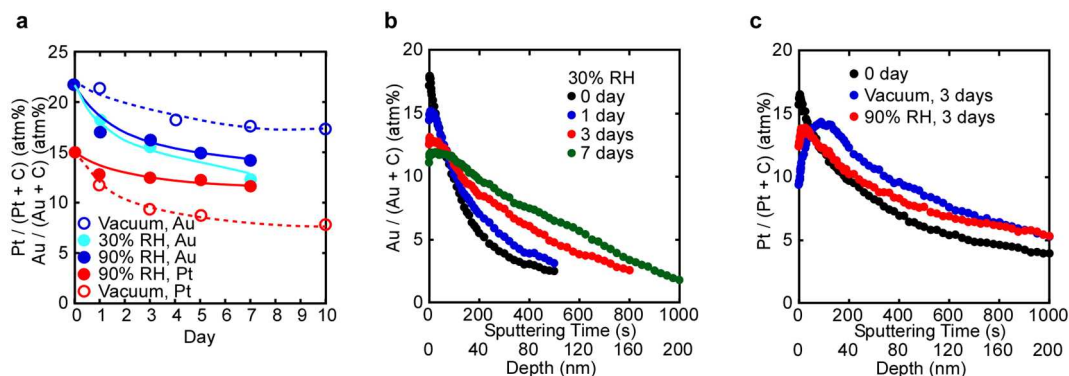 a
Pt / (Pt + C) (atm%)
Au / (Au + C) (atm%)
25
20
15
10
5
0
Vacuum, Au
30% RH, Au
90% RH, Au
90% RH, Pt
Vacuum, Pt
0 1 2 3 4 5 6 7 8 9 10
Day
b
Au / (Au + C) (atm%)
20
15
10
5
0
30% RH
0 day
1 day
3 days
7 days
0 200 400 600 800 1000
Sputtering Time (s)
0 40 80 120 160 200
Depth (nm)
c
Pt / (Pt + C) (atm%)
20
15
10
5
0
0 day
Vacuum, 3 days
90% RH, 3 days
0 200 400 600 800 1000
Sputtering Time (s)
0 40 80 120 160 200
Depth (nm)